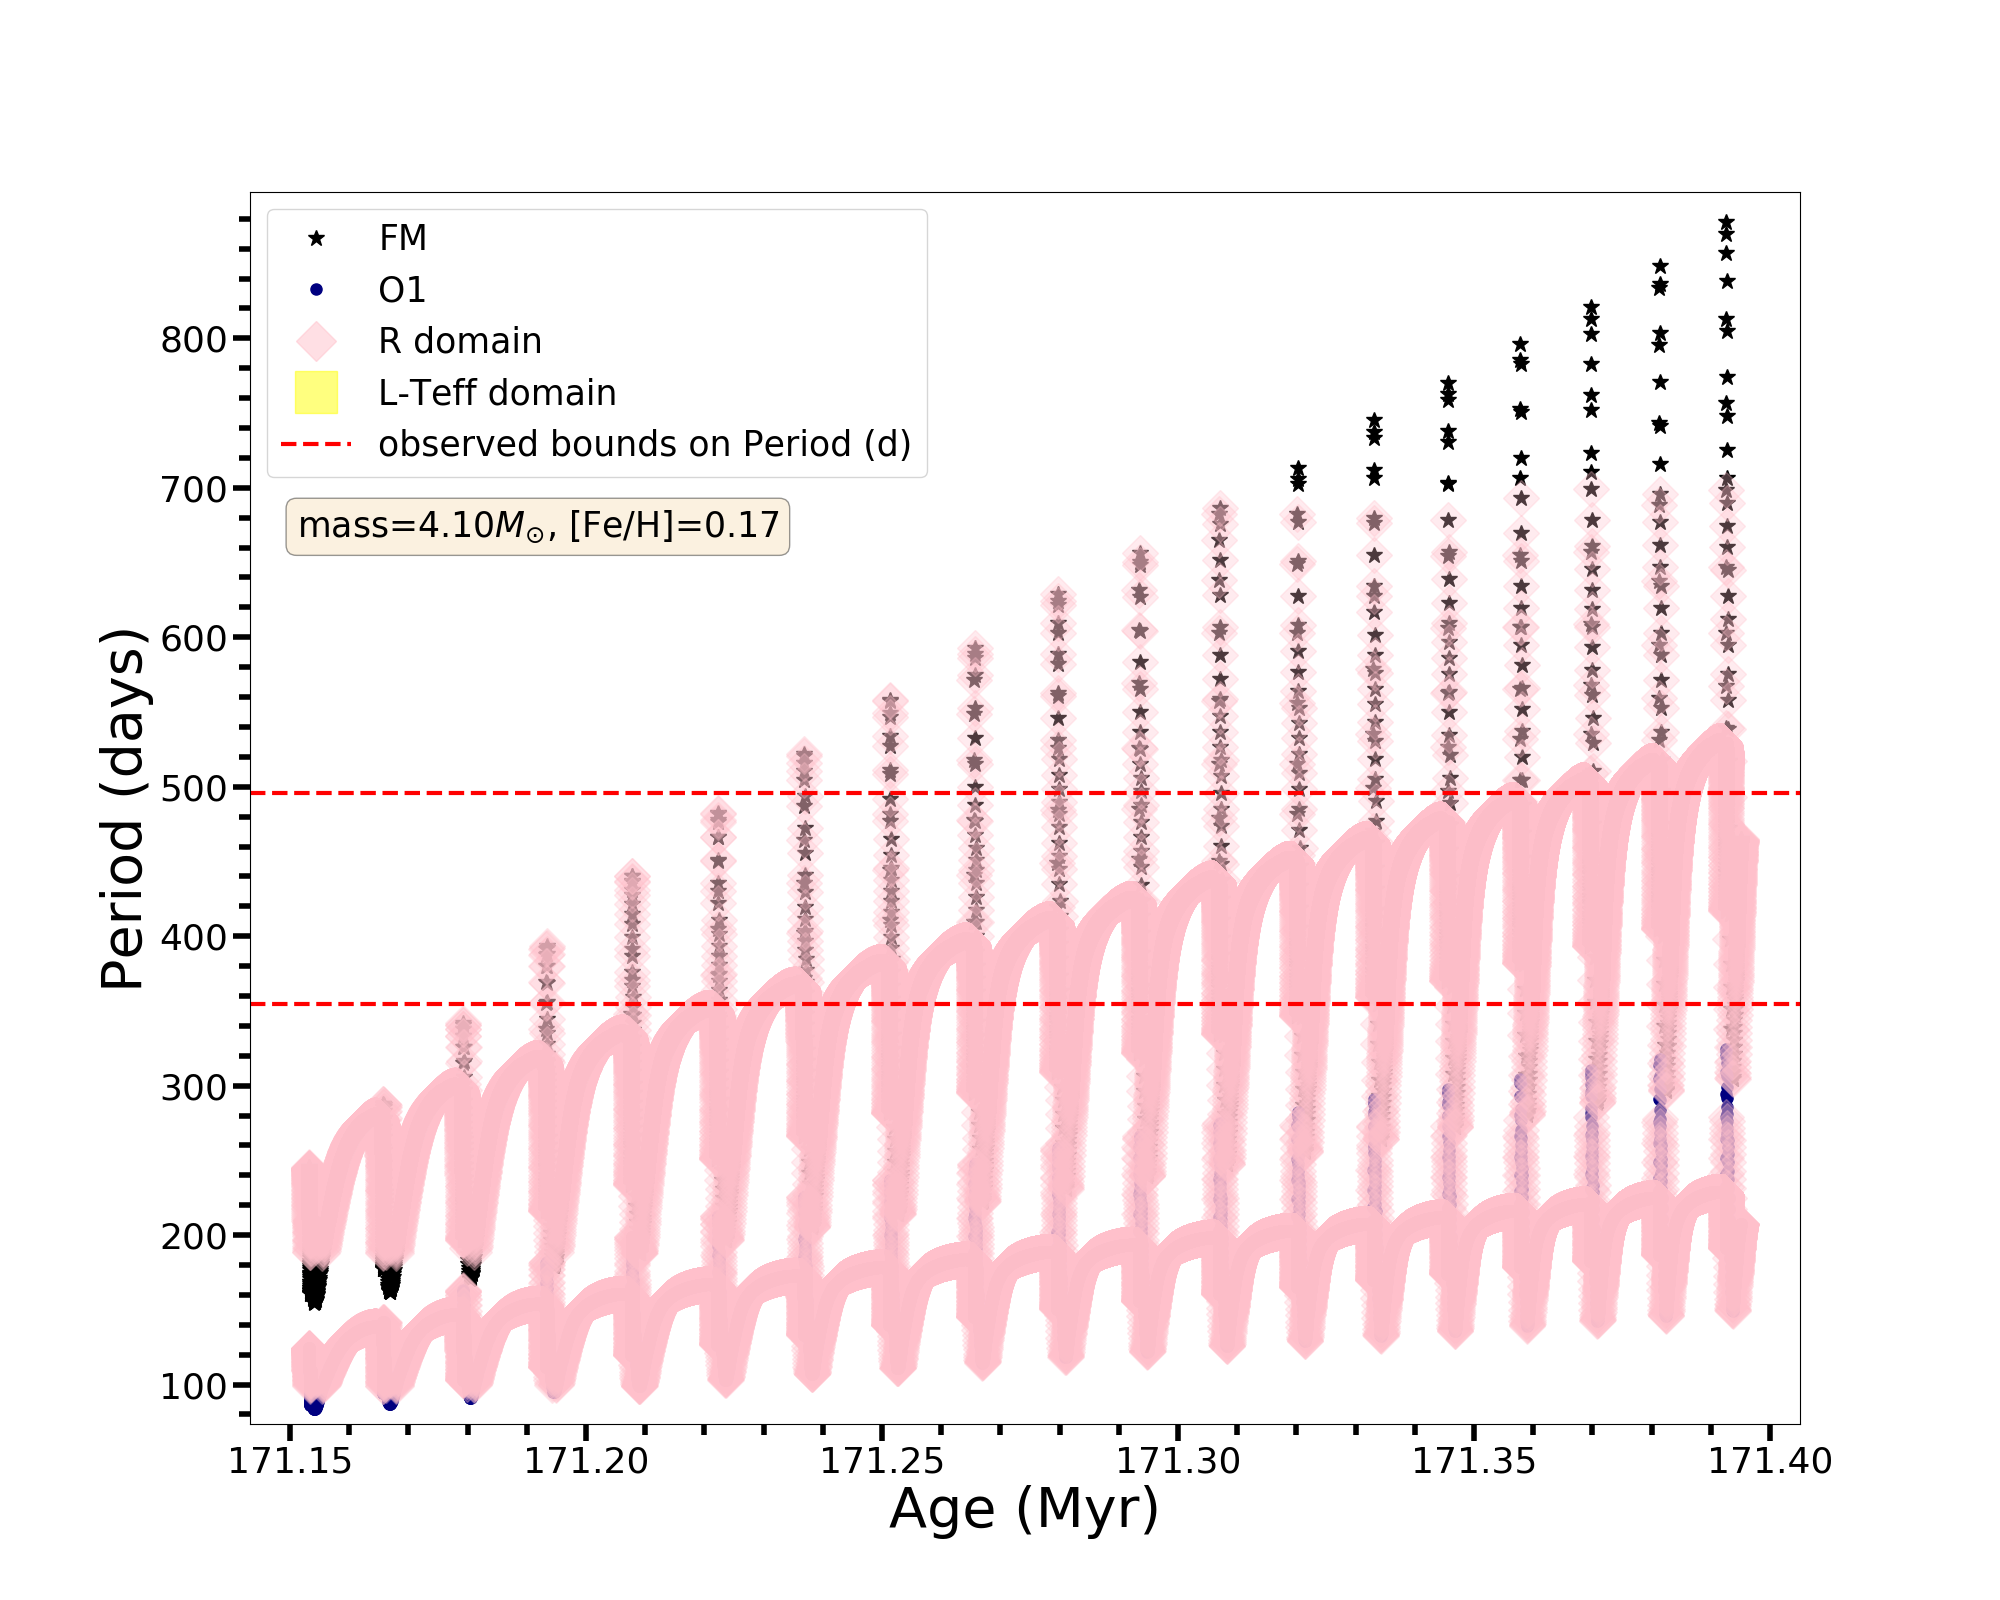 FM
O1
R domain
L-Teff domain
observed bounds on Period (d)
mass=4.10M⊙, [Fe/H]=0.17
Period (days)
800
700
600
500
400
300
200
100
171.15 171.20 171.25 171.30 171.35 171.40
Age (Myr)